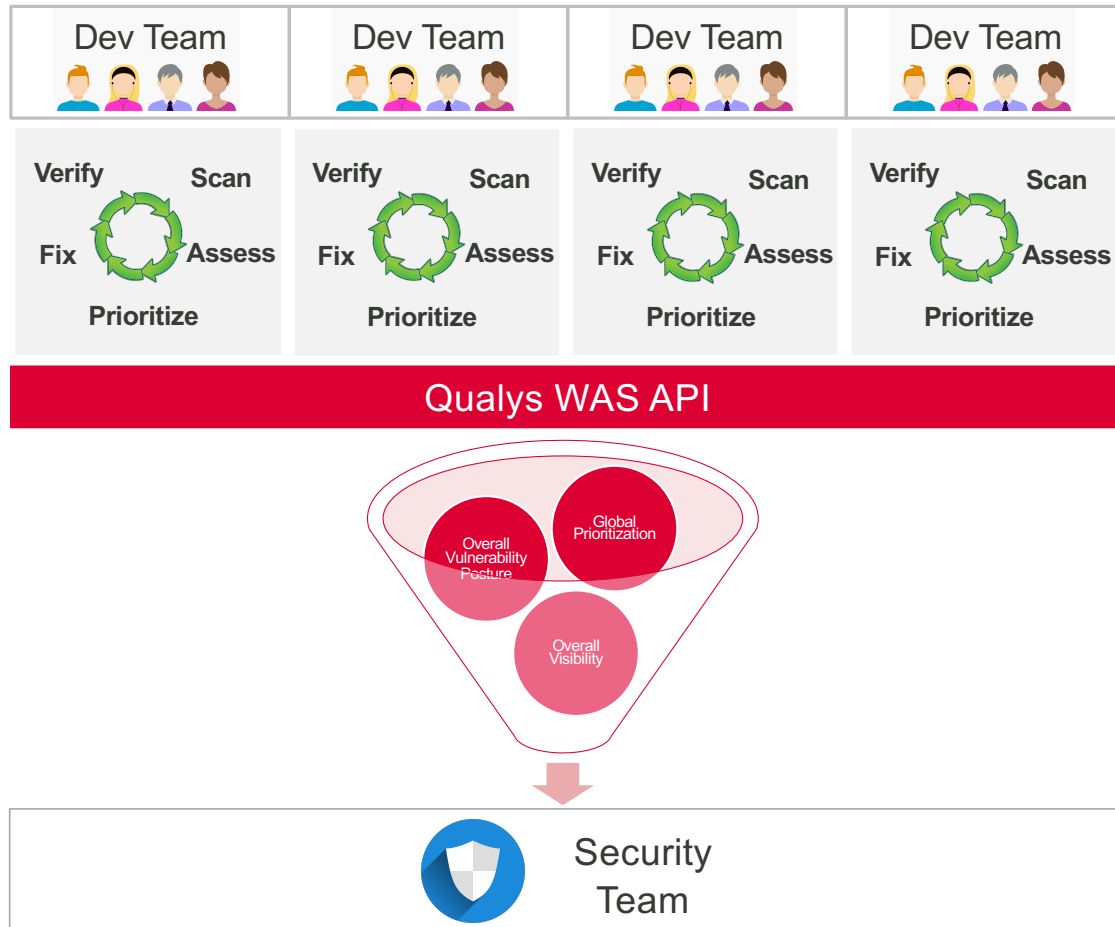 Dev Team
Dev Team
Dev Team
Dev Team
Verify
Scan
Fix
Assess
Prioritize
Verify
Scan
Fix
Assess
Prioritize
Verify
Scan
Fix
Assess
Prioritize
Verify
Scan
Fix
Assess
Prioritize
Qualys WAS API
Global
Prioritization
Overall
Vulnerability
Posture
Overall
Visibility
Security
Team